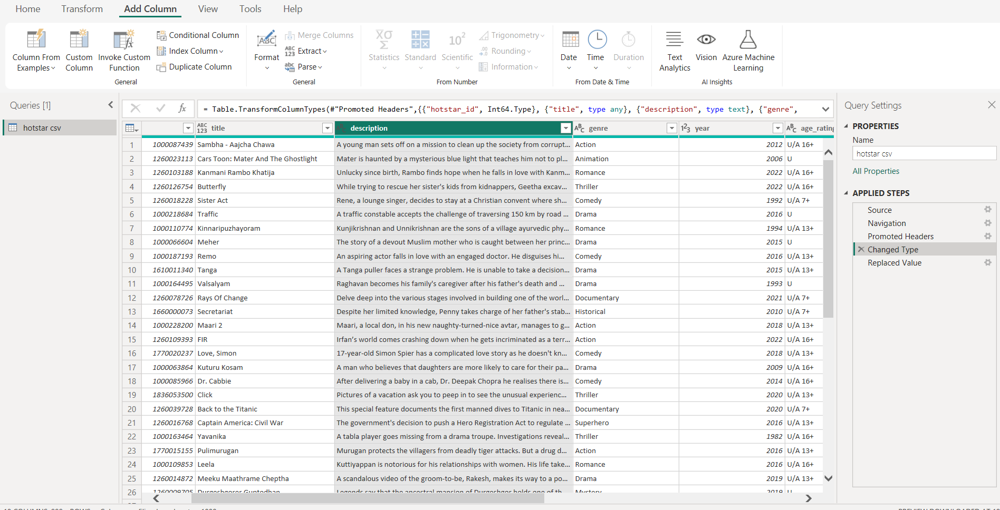 Home Transform Add Column View Tools Help
Column From Examples
Custom Column
Invoke Custom Function
Conditional Column
Index Column
Duplicate Column
General
Format
Merge Columns
ABC 123 Extract
abc Parse
General
Statistics
Standard
10² Scientific
Trigonometry
Rounding
Information
From Number
Date
Time
Duration
From Date & Time
Text Analytics
Vision
Azure Machine Learning
AI Insights
Queries [1]
hotstar csv
fx = Table.TransformColumnTypes(#"Promoted Headers",{{"hotstar_id", Int64.Type}, {"title", type any}, {"description", type text}, {"genre",
ABC 123 title ABC description ABC genre 123 year ABC age_rating
1 1000087439 Sambha - Aajcha Chawa A young man sets off on a mission to clean up the society from corrupt... Action 2012 U/A 16+
2 1260023113 Cars Toon: Mater And The Ghostlight Mater is haunted by a mysterious blue light that teaches him not to pl... Animation 2006 U
3 1260103188 Kanmani Rambo Khatija Unlucky since birth, Rambo finds hope when he falls in love with Kanm... Romance 2022 U/A 16+
4 1260126754 Butterfly While trying to rescue her sister's kids from kidnappers, Geetha excav... Thriller 2022 U/A 16+
5 1260018228 Sister Act Rene, a lounge singer, decides to stay at a Christian convent where sh... Comedy 1992 U/A 7+
6 1000218684 Traffic A traffic constable accepts the challenge of traversing 150 km by road ... Drama 2016 U
7 1000110774 Kinnaripuzhayoram Kunjikrishnan and Unnikrishnan are the sons of a village ayurvedic phy... Romance 1994 U/A 13+
8 1000066604 Meher The story of a devout Muslim mother who is caught between her princ... Drama 2015 U
9 1000187193 Remo An aspiring actor falls in love with an engaged doctor. He disguises hi... Comedy 2016 U/A 13+
10 1610011340 Tanga A Tanga puller faces a strange problem. He is unable to take a decision... Drama 2015 U/A 13+
11 1000164495 Valsalyam Raghavan becomes his family's caregiver after his father's death and ... Drama 1993 U
12 1260078726 Rays Of Change Delve deep into the various stages involved in building one of the worl... Documentary 2021 U/A 7+
13 1660000073 Secretariat Despite her limited knowledge, Penny takes charge of her father's stab... Historical 2010 U/A 7+
14 1000228200 Maari 2 Maari, a local don, in his new naughty-turned-nice avtar, manages to g... Action 2018 U/A 13+
15 1260109393 FIR Irfan’s world comes crashing down when he gets incriminated as a terr... Action 2022 U/A 16+
16 1770020237 Love, Simon 17-year-old Simon Spier has a complicated love story as he doesn't kn... Comedy 2018 U/A 13+
17 1000063864 Kuturu Kosam A man who believes that daughters are more likely to care for their pa... Drama 2009 U/A 16+
18 1000085966 Dr. Cabbie After delivering a baby in a cab, Dr. Deepak Chopra he realises there is... Comedy 2014 U/A 16+
19 1836053500 Click Pictures of a vacation ask you to peep in to see the unusual experienc... Thriller 2020 U/A 13+
20 1260039728 Back to the Titanic This special feature documents the first manned dives to Titanic in nea... Documentary 2020 U/A 7+
21 1260016768 Captain America: Civil War The government's decision to push a Hero Registration Act to regulate ... Superhero 2016 U/A 13+
22 1000163464 Yavanika A tabla player goes missing from a drama troupe. Investigations reveal... Thriller 1982 U/A 16+
23 1770015155 Pulimurugan Murugan protects the villagers from deadly tiger attacks. But a drug d... Action 2016 U/A 13+
24 1000109853 Leela Kuttiyappan is notorious for his relationships with women. His life take... Romance 2016 U/A 16+
25 1260014872 Meeku Maathrame Cheptha A scandalous video of the groom-to-be, Rakesh, makes its way to a po... Drama 2019 U/A 13+
26 1260009705 Durgeshgorer Guptodhan Legends say that the ancestral mansion of Durgeshgor holds one of th Mystery 2019 U
Query Settings
PROPERTIES
Name
hotstar csv
All Properties
APPLIED STEPS
Source
Navigation
Promoted Headers
Changed Type
Replaced Value